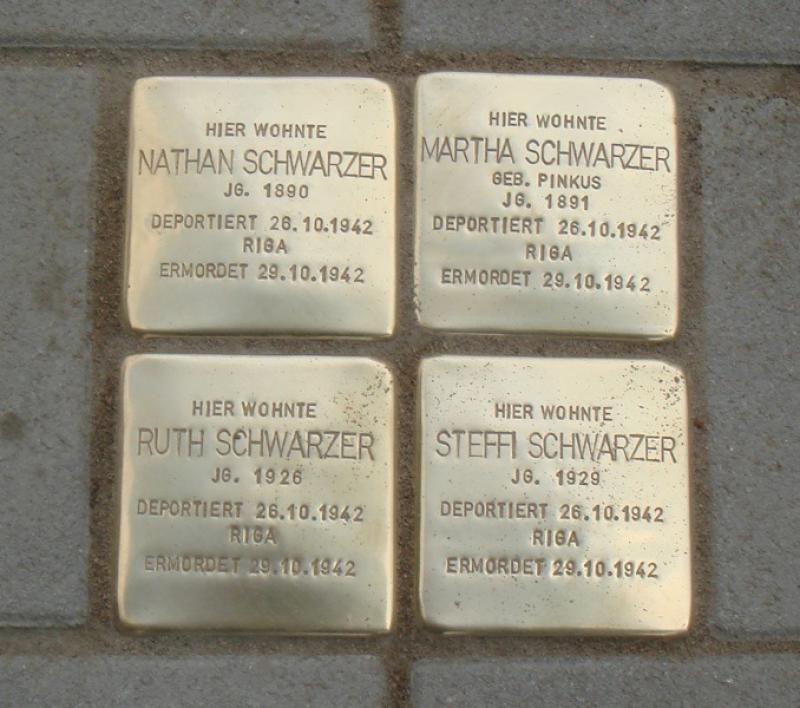 HIER WOHNTE
NATHAN SCHWARZER
JG. 1890
DEPORTIERT 26.10.1942
RIGA
ERMORDET 29.10.1942
HIER WOHNTE
MARTHA SCHWARZER
GEB. PINKUS
JG. 1891
DEPORTIERT 26.10.1942
RIGA
ERMORDET 29.10.1942
HIER WOHNTE
RUTH SCHWARZER
JG. 1926
DEPORTIERT 26.10.1942
RIGA
ERMORDET 29.10.1942
HIER WOHNTE
STEFFI SCHWARZER
JG. 1929
DEPORTIERT 26.10.1942
RIGA
ERMORDET 29.10.1942